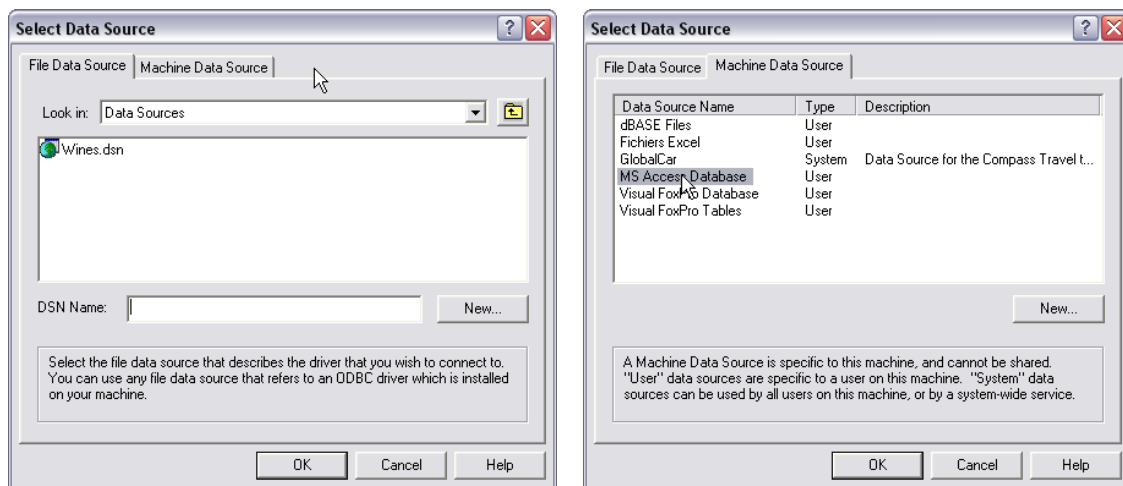 Select Data Source
File Data Source Machine Data Source
Look in: Data Sources
Wines.dsn
DSN Name: New...
Select the file data source that describes the driver that you wish to connect to.
You can use any file data source that refers to an ODBC driver which is installed
on your machine.
OK Cancel Help
Select Data Source
File Data Source Machine Data Source
Data Source Name Type Description
dBASE Files User
Fichiers Excel User
GlobalCar System Data Source for the Compass Travel t...
MS Access Database User
Visual FoxPro Database User
Visual FoxPro Tables User
New...
A Machine Data Source is specific to this machine, and cannot be shared.
"User" data sources are specific to a user on this machine. "System" data
sources can be used by all users on this machine, or by a system-wide service.
OK Cancel Help